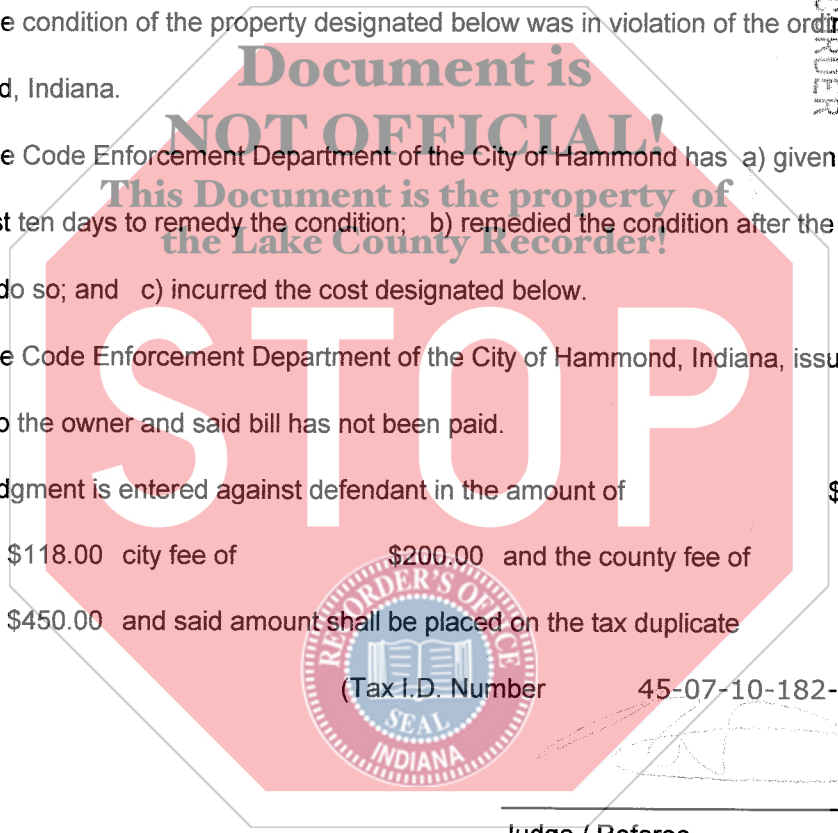 e condition of the property designated below was in violation of the ordin
Document is
d, Indiana.
NOT OFFICIAL!
e Code Enforcement Department of the City of Hammond has a) given
This Document is the property of
st ten days to remedy the condition; b) remedied the condition after the
the Lake County Recorder!
do so; and c) incurred the cost designated below.
STOP
e Code Enforcement Department of the City of Hammond, Indiana, issu
o the owner and said bill has not been paid.
dgment is entered against defendant in the amount of $
$118.00 city fee of $200.00 and the county fee of
$450.00 and said amount shall be placed on the tax duplicate
RECORDER'S OFFICE
(Tax I.D. Number 45-07-10-182-
SEAL
INDIANA
Judge / Referee